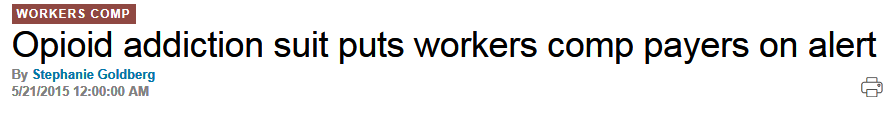 WORKERS COMP
Opioid addiction suit puts workers comp payers on alert
By Stephanie Goldberg
5/21/2015 12:00:00 AM